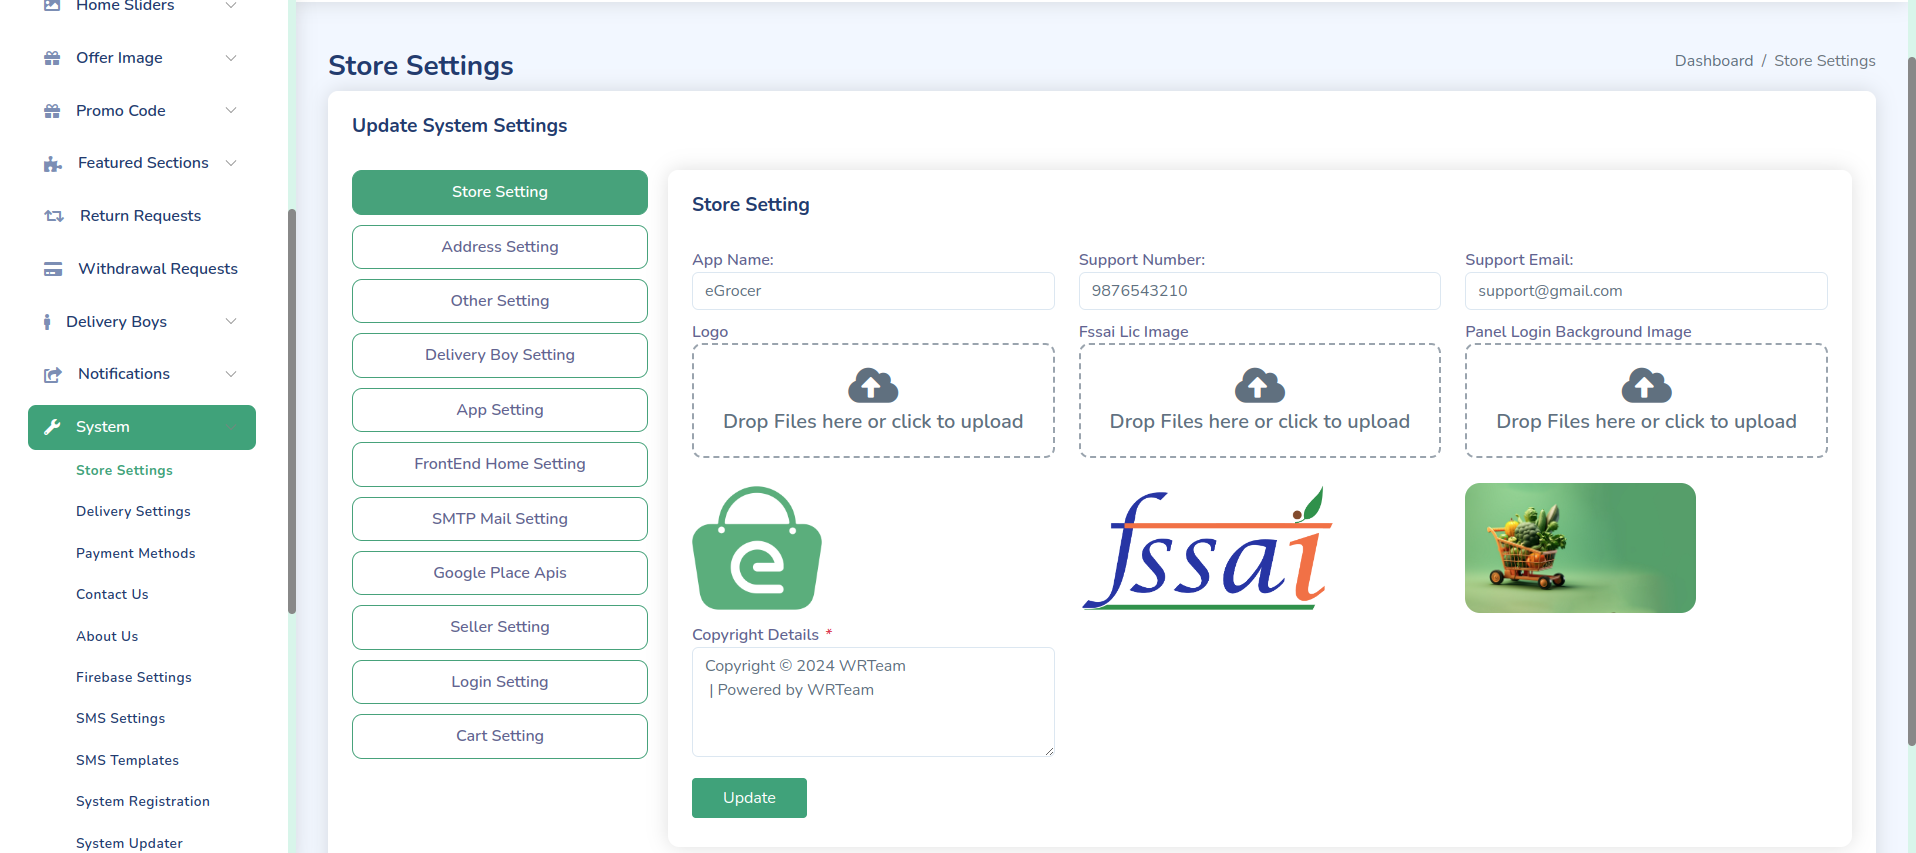 Home Sliders
Offer Image
Promo Code
Featured Sections
Return Requests
Withdrawal Requests
Delivery Boys
Notifications
System
Store Settings
Delivery Settings
Payment Methods
Contact Us
About Us
Firebase Settings
SMS Settings
SMS Templates
System Registration
System Updater
Store Settings
Dashboard / Store Settings
Update System Settings
Store Setting
Address Setting
Other Setting
Delivery Boy Setting
App Setting
FrontEnd Home Setting
SMTP Mail Setting
Google Place Apis
Seller Setting
Login Setting
Cart Setting
Store Setting
App Name:
eGrocer
Support Number:
9876543210
Support Email:
support@gmail.com
Logo
Drop Files here or click to upload
Fssai Lic Image
Drop Files here or click to upload
Panel Login Background Image
Drop Files here or click to upload
e
fssai
Copyright Details *
Copyright © 2024 WRTeam
| Powered by WRTeam
Update